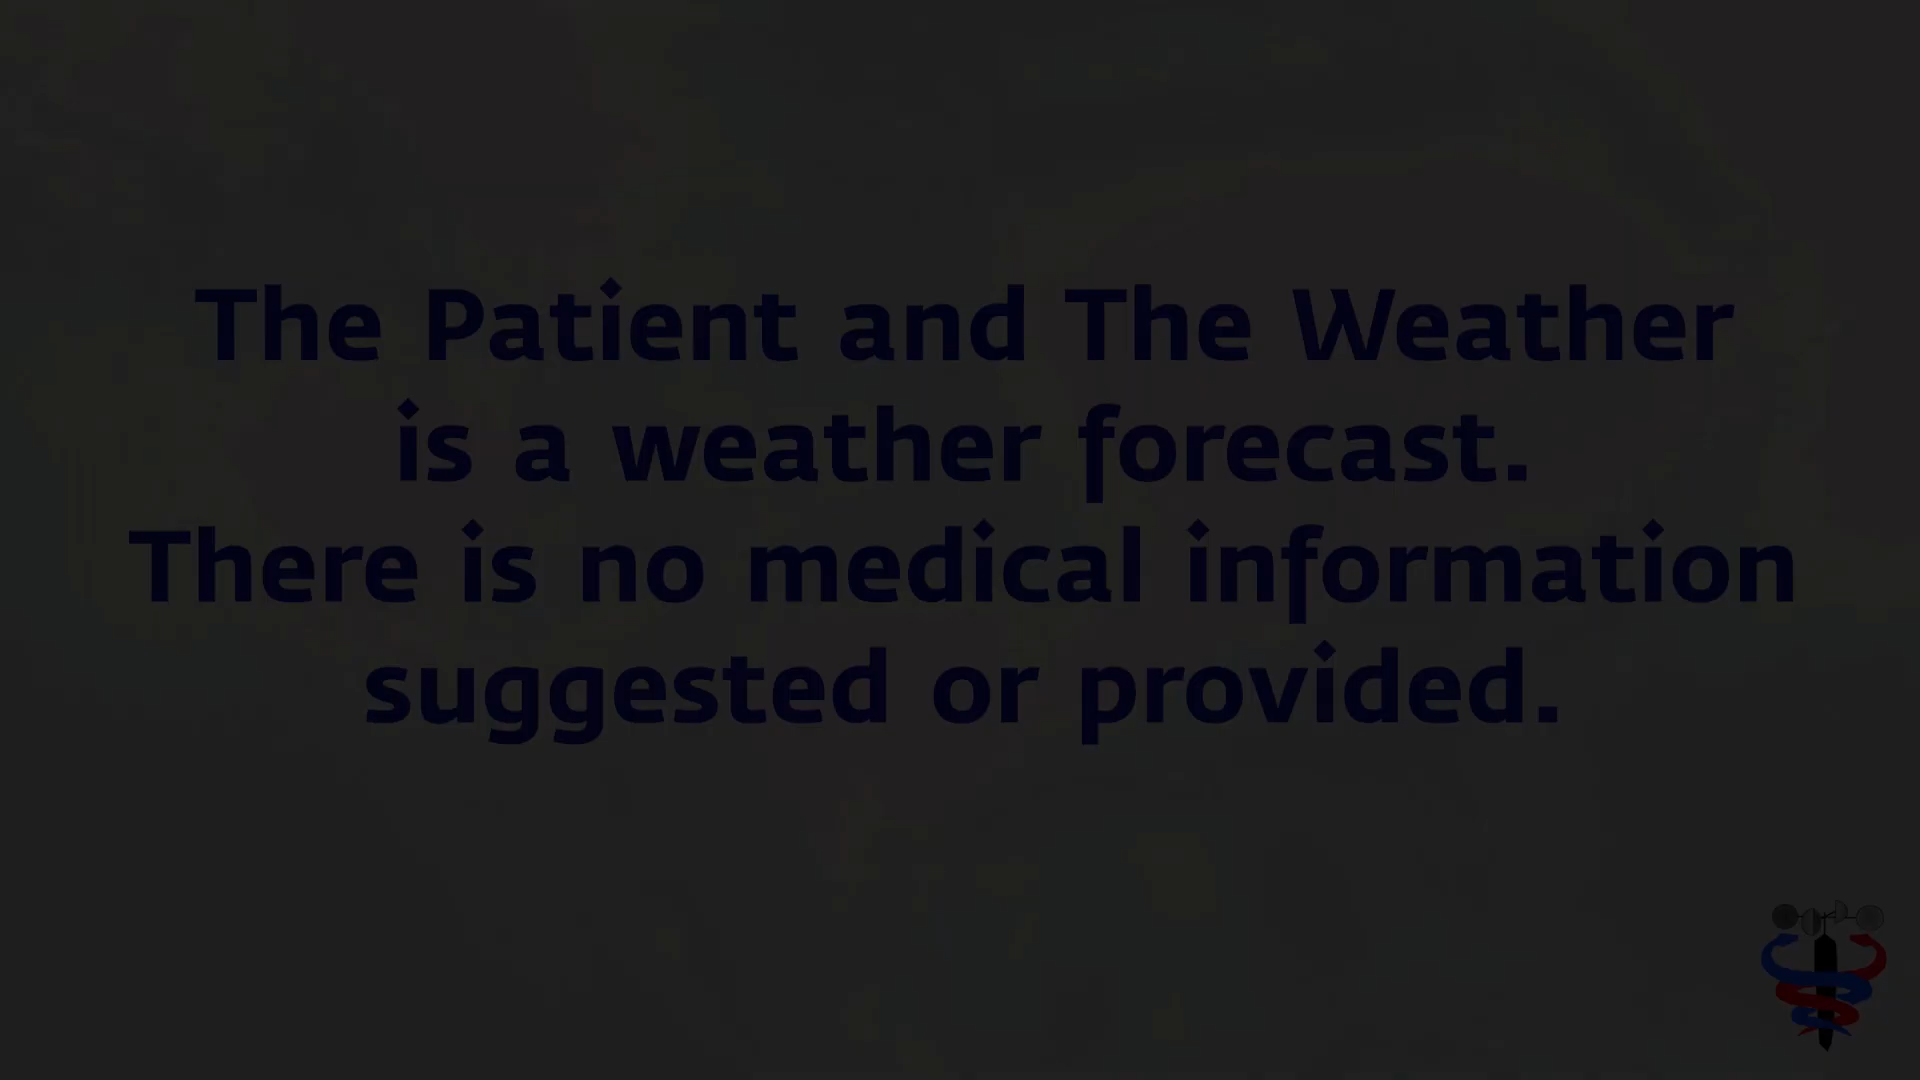 The Patient and The Weather
is a weather forecast.
There is no medical information
suggested or provided.